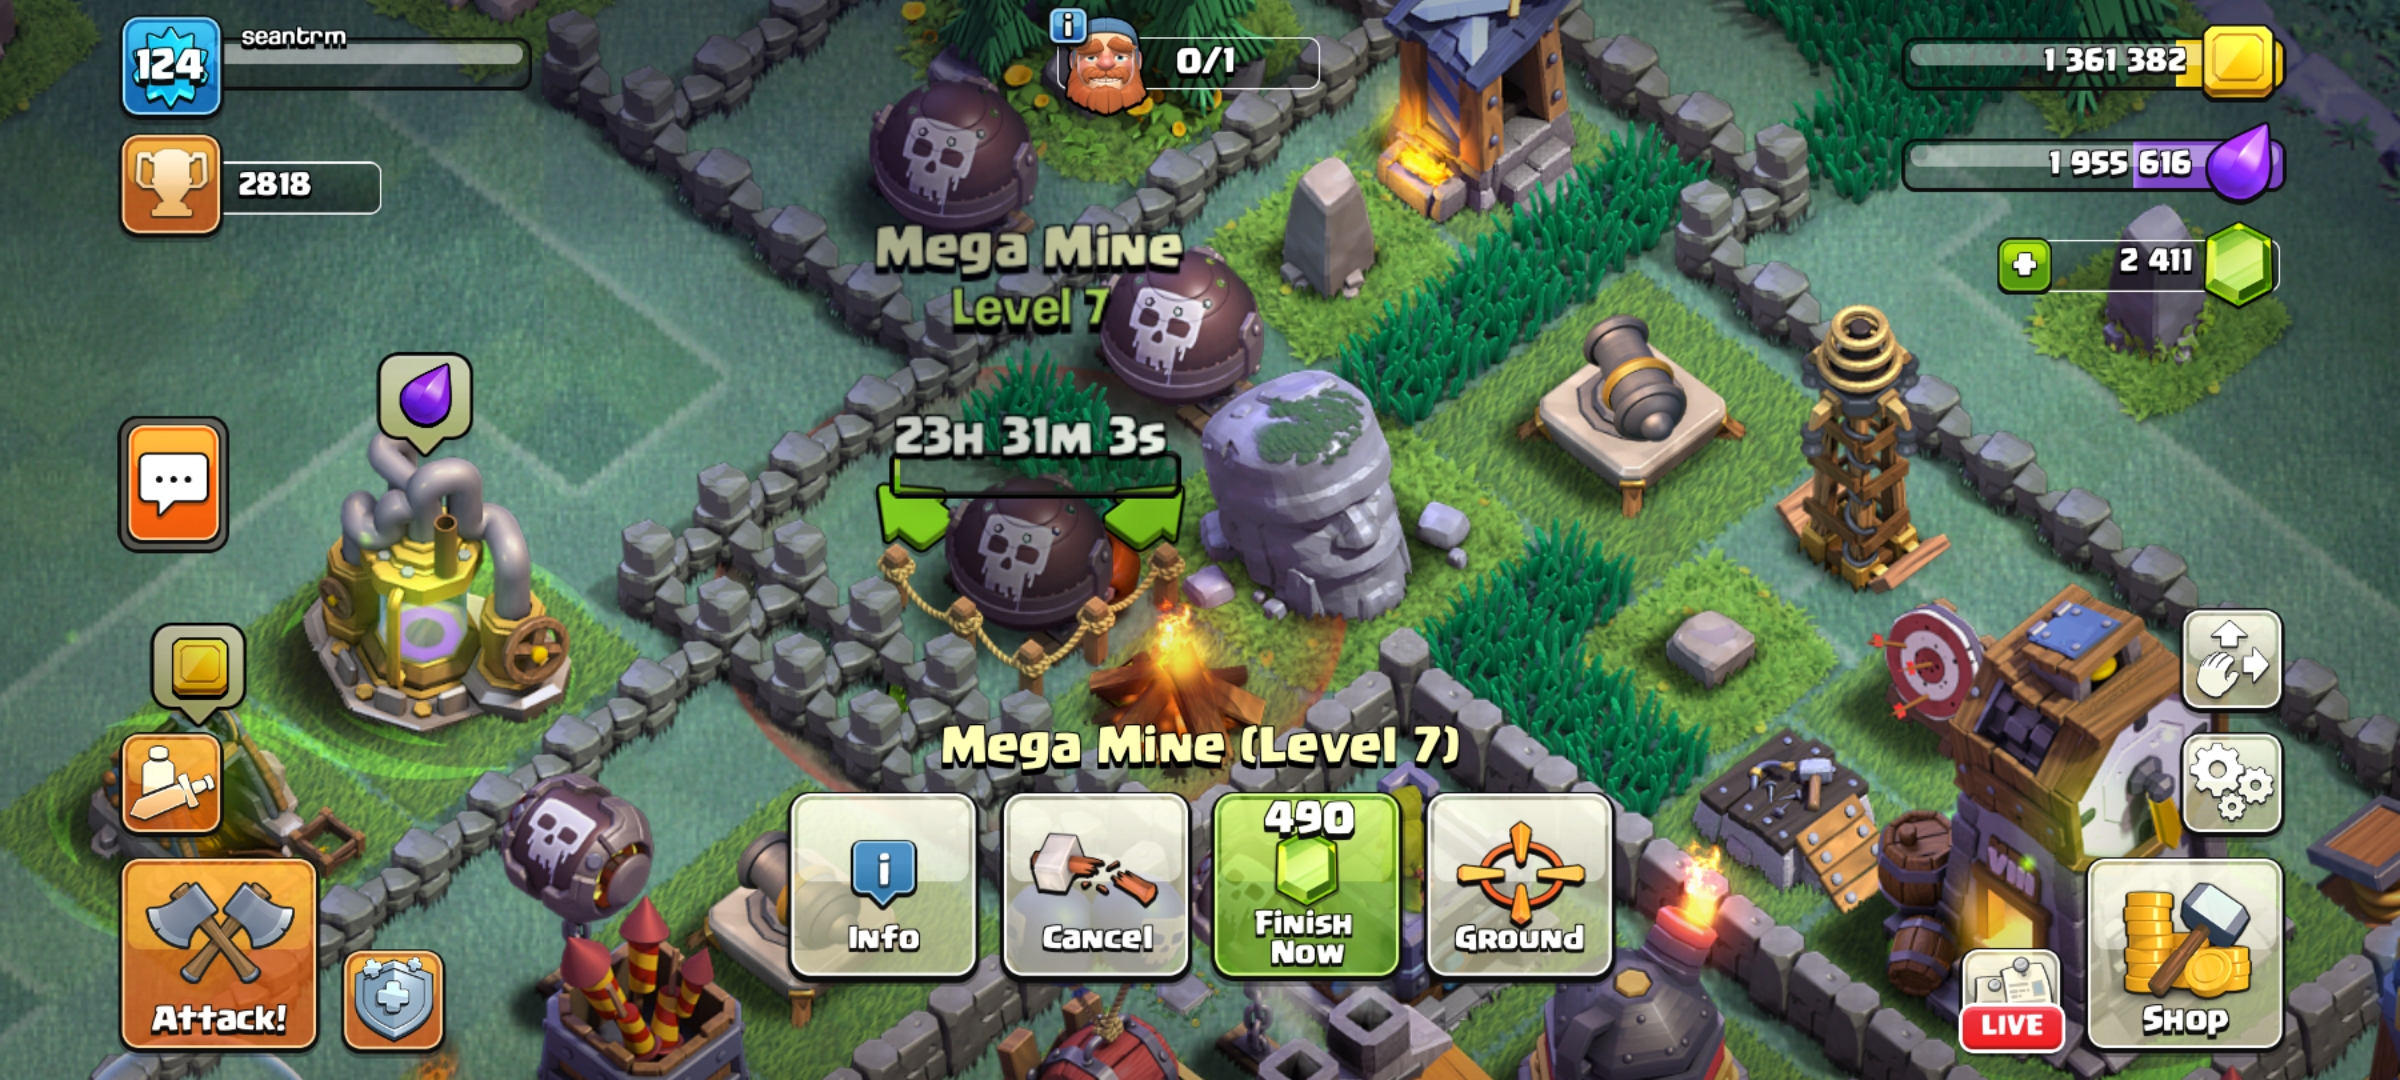 124
seantrm
0/1
1 361 382
2818
1 955 616
2 411
Mega Mine
Level 7
23H 31M 3s
Mega Mine (Level 7)
Info
Cancel
490
Finish
Now
Ground
VIII
Attack!
LIVE
Shop